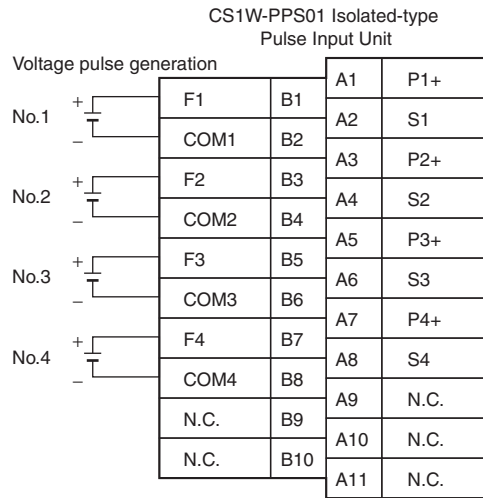 CS1W-PPS01 Isolated-type
Pulse Input Unit
Voltage pulse generation
A1 P1+
F1 B1
No.1 +
−
A2 S1
COM1 B2
A3 P2+
F2 B3
No.2 +
−
A4 S2
COM2 B4
A5 P3+
F3 B5
No.3 +
−
A6 S3
COM3 B6
A7 P4+
F4 B7
No.4 +
−
A8 S4
COM4 B8
A9 N.C.
N.C. B9
A10 N.C.
N.C. B10
A11 N.C.